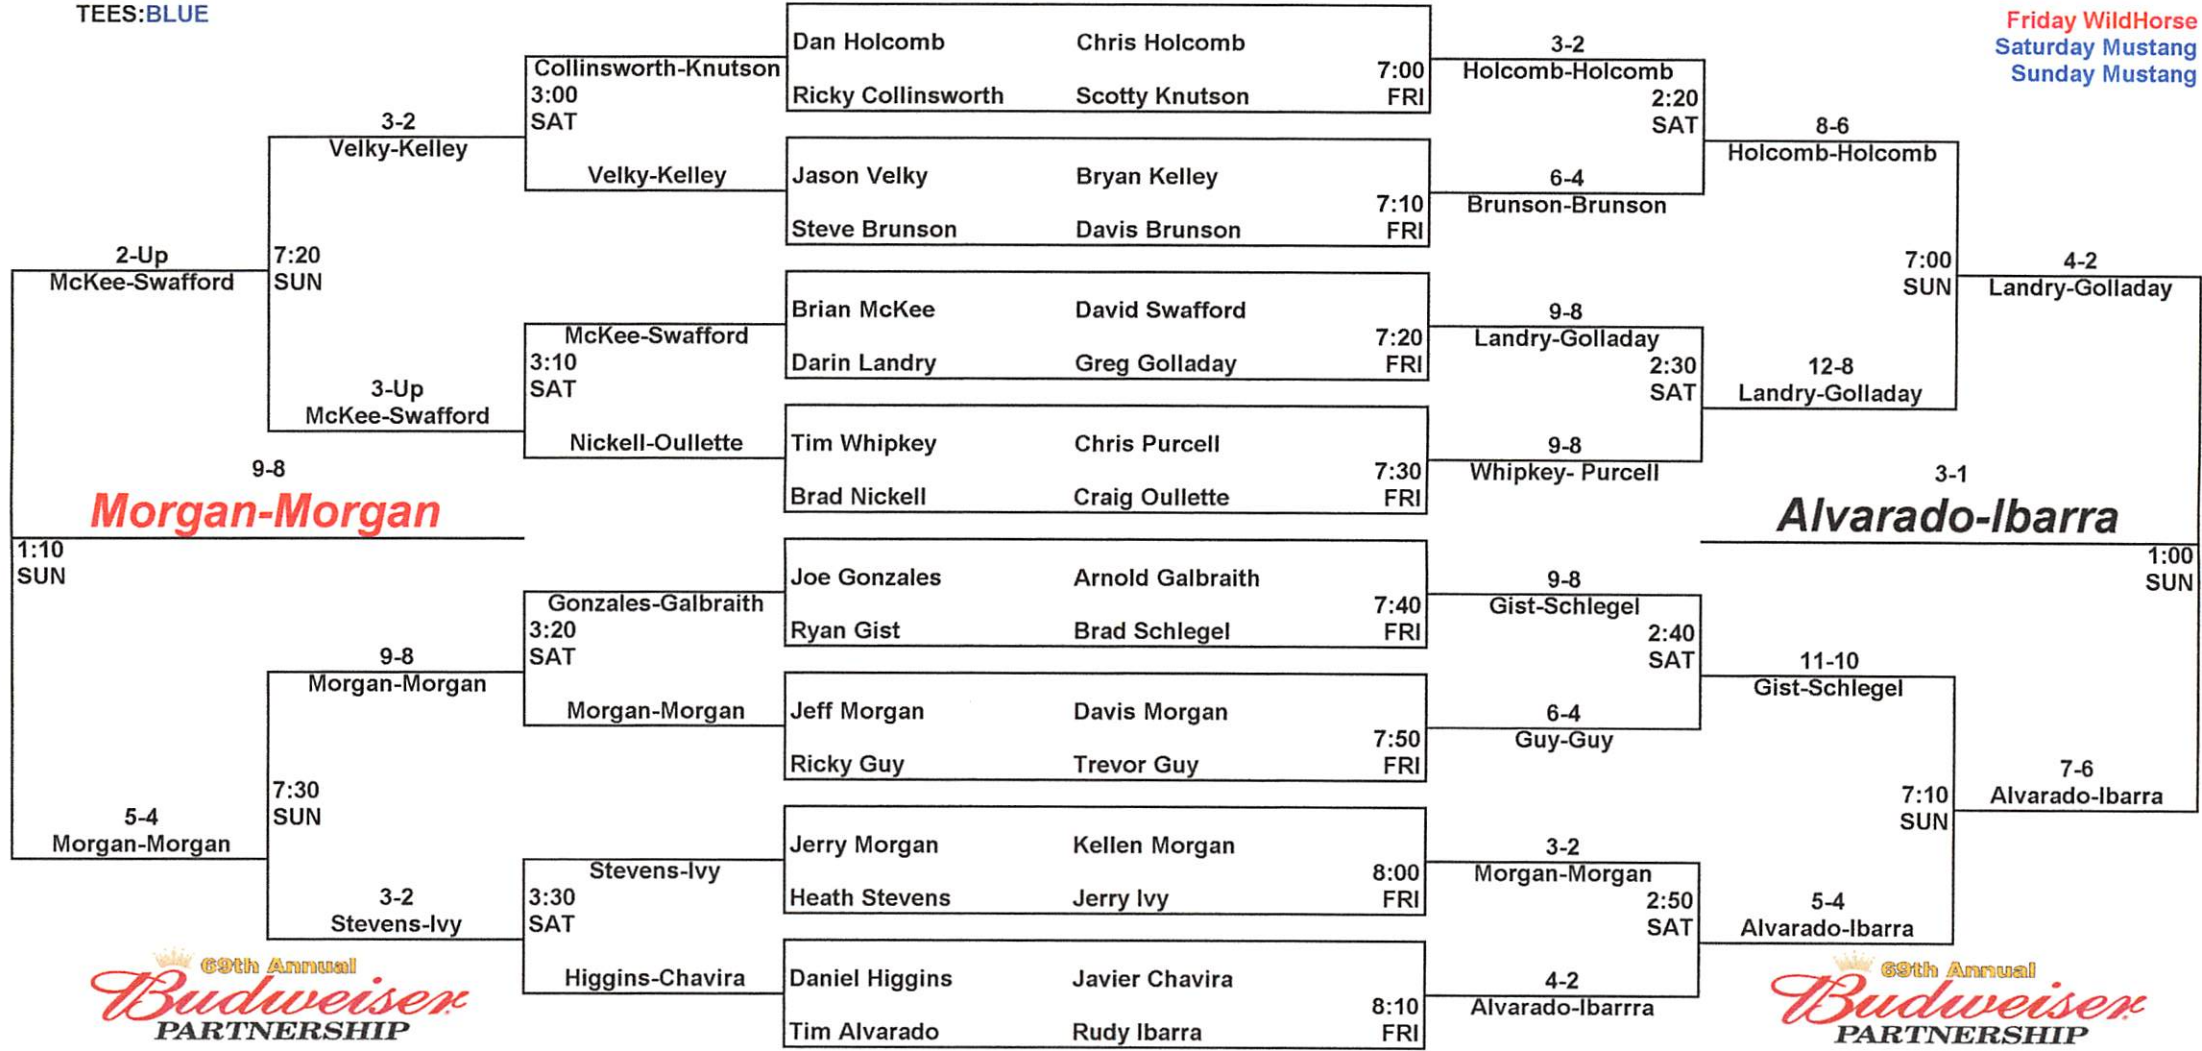 TEES:BLUE
Friday WildHorse
Saturday Mustang
Sunday Mustang
Dan Holcomb Chris Holcomb
Ricky Collinsworth Scotty Knutson
7:00
FRI
Jason Velky Bryan Kelley
Steve Brunson Davis Brunson
7:10
FRI
Brian McKee David Swafford
Darin Landry Greg Golladay
7:20
FRI
Tim Whipkey Chris Purcell
Brad Nickell Craig Oullette
7:30
FRI
Joe Gonzales Arnold Galbraith
Ryan Gist Brad Schlegel
7:40
FRI
Jeff Morgan Davis Morgan
Ricky Guy Trevor Guy
7:50
FRI
Jerry Morgan Kellen Morgan
Heath Stevens Jerry Ivy
8:00
FRI
Daniel Higgins Javier Chavira
Tim Alvarado Rudy Ibarra
8:10
FRI
Collinsworth-Knutson
3:00
SAT
Velky-Kelley
McKee-Swafford
3:10
SAT
Nickell-Oullette
Gonzales-Galbraith
3:20
SAT
Morgan-Morgan
Stevens-Ivy
3:30
SAT
Higgins-Chavira
3-2
Velky-Kelley
7:20
SUN
3-Up
McKee-Swafford
9-8
Morgan-Morgan
7:30
SUN
3-2
Stevens-Ivy
2-Up
McKee-Swafford
5-4
Morgan-Morgan
9-8
Morgan-Morgan
1:10
SUN
3-2
Holcomb-Holcomb
2:20
SAT
6-4
Brunson-Brunson
9-8
Landry-Golladay
2:30
SAT
9-8
Whipkey- Purcell
9-8
Gist-Schlegel
2:40
SAT
6-4
Guy-Guy
3-2
Morgan-Morgan
2:50
SAT
4-2
Alvarado-Ibarrra
8-6
Holcomb-Holcomb
7:00
SUN
12-8
Landry-Golladay
11-10
Gist-Schlegel
7:10
SUN
5-4
Alvarado-Ibarra
4-2
Landry-Golladay
7-6
Alvarado-Ibarra
3-1
Alvarado-Ibarra
1:00
SUN
69th Annual
Budweiser
PARTNERSHIP
69th Annual
Budweiser
PARTNERSHIP